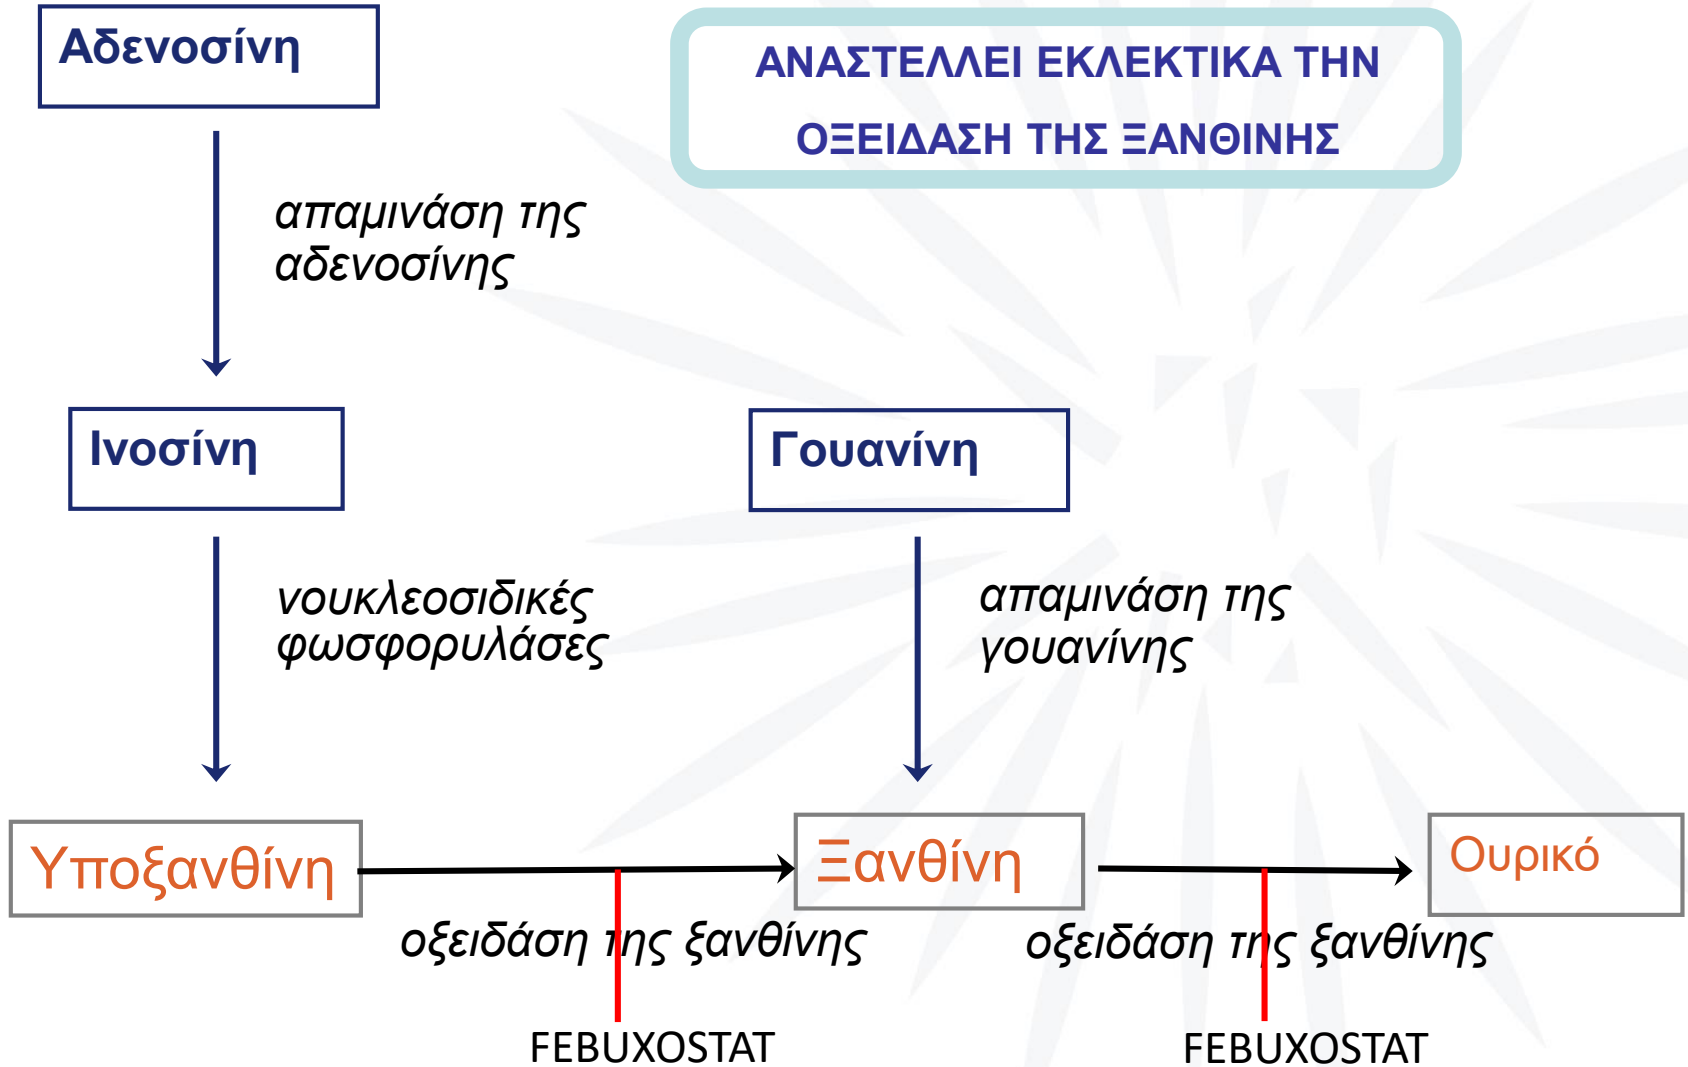 Αδενοσίνη
ΑΝΑΣΤΕΛΛΕΙ ΕΚΛΕΚΤΙΚΑ ΤΗΝ
ΟΞΕΙΔΑΣΗ ΤΗΣ ΞΑΝΘΙΝΗΣ
απαμινάση της
αδενοσίνης
Ινοσίνη
Γουανίνη
νουκλεοσιδικές
φωσφορυλάσες
απαμινάση της
γουανίνης
Υποξανθίνη
Ξανθίνη
Ουρικό
οξειδάση της ξανθίνης
οξειδάση της ξανθίνης
FEBUXOSTAT
FEBUXOSTAT